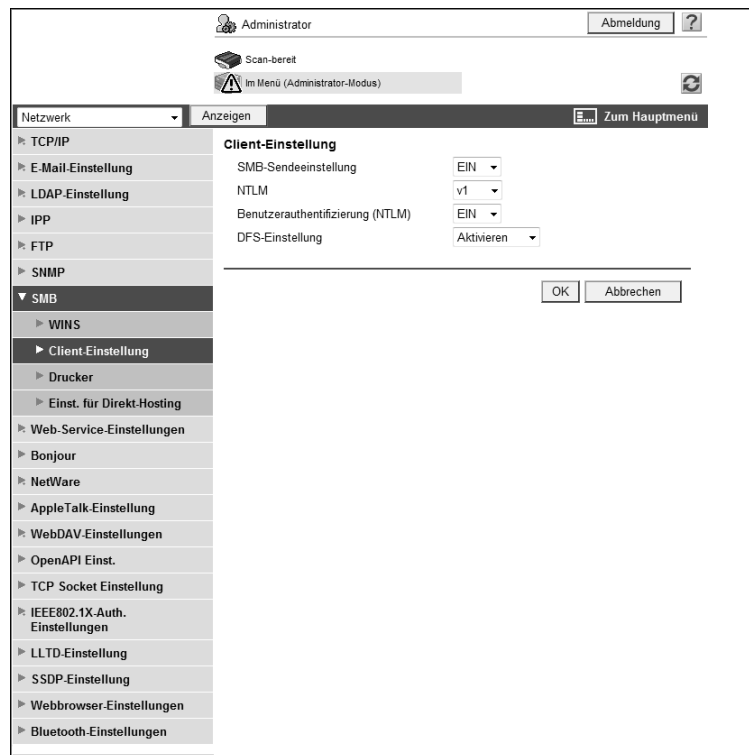 Administrator
Abmeldung
?
Scan-bereit
Im Menü (Administrator-Modus)
Netzwerk
Anzeigen
Zum Hauptmenü
TCP/IP
E-Mail-Einstellung
LDAP-Einstellung
IPP
FTP
SNMP
SMB
WINS
Client-Einstellung
Drucker
Einst. für Direkt-Hosting
Web-Service-Einstellungen
Bonjour
NetWare
AppleTalk-Einstellung
WebDAV-Einstellungen
OpenAPI Einst.
TCP Socket Einstellung
IEEE802.1X-Auth.
Einstellungen
LLTD-Einstellung
SSDP-Einstellung
Webbrowser-Einstellungen
Bluetooth-Einstellungen
Client-Einstellung
SMB-Sendeeinstellung EIN
NTLM v1
Benutzerauthentifizierung (NTLM) EIN
DFS-Einstellung Aktivieren
OK Abbrechen